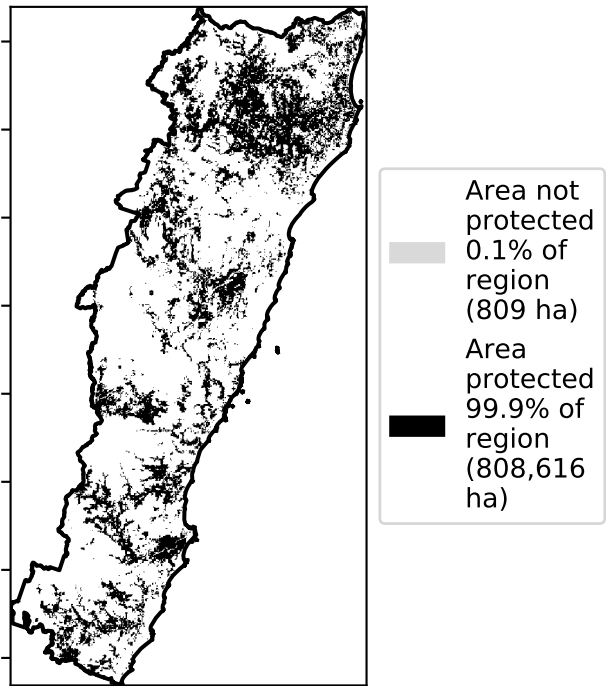 Area not
protected
0.1% of
region
(809 ha)
Area
protected
99.9% of
region
(808,616
ha)